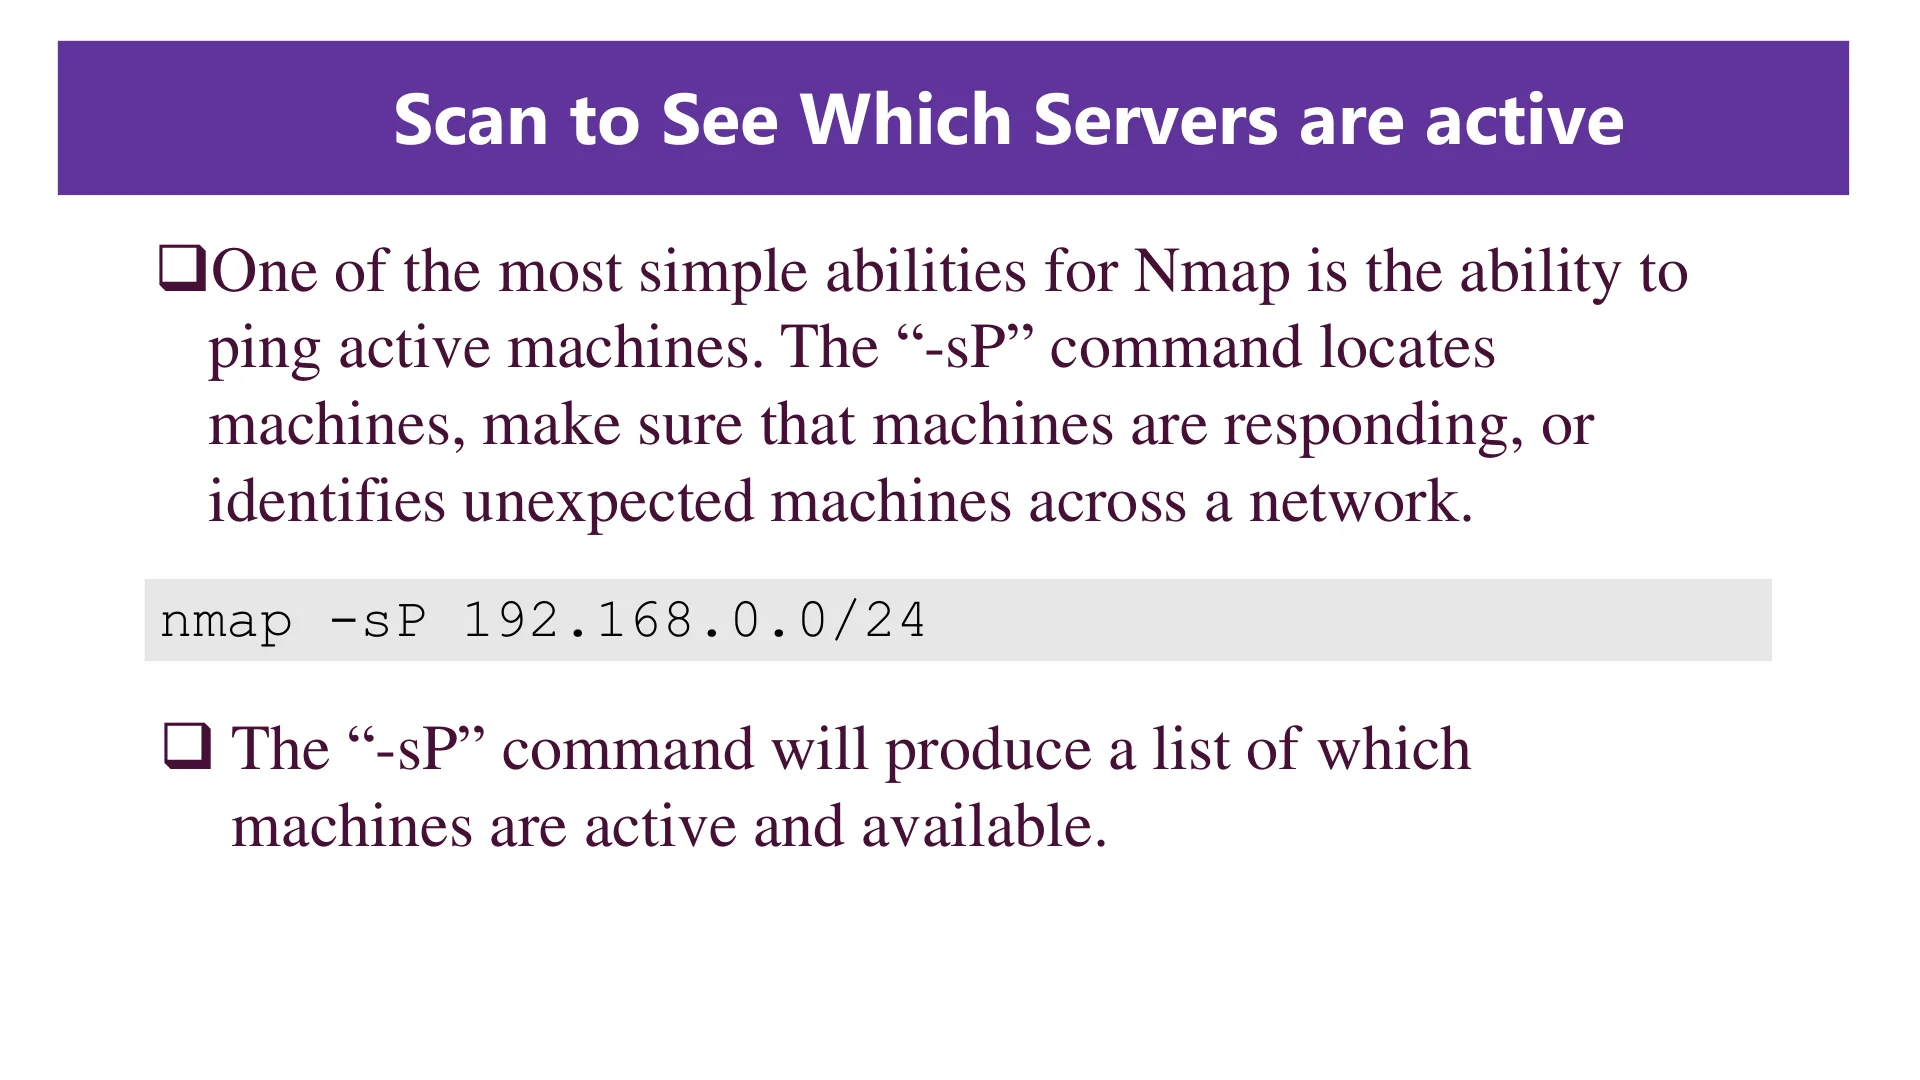 Scan to See Which Servers are active
❑One of the most simple abilities for Nmap is the ability to
ping active machines. The “-sP” command locates
machines, make sure that machines are responding, or
identifies unexpected machines across a network.
nmap -sP 192.168.0.0/24
❑ The “-sP” command will produce a list of which
machines are active and available.